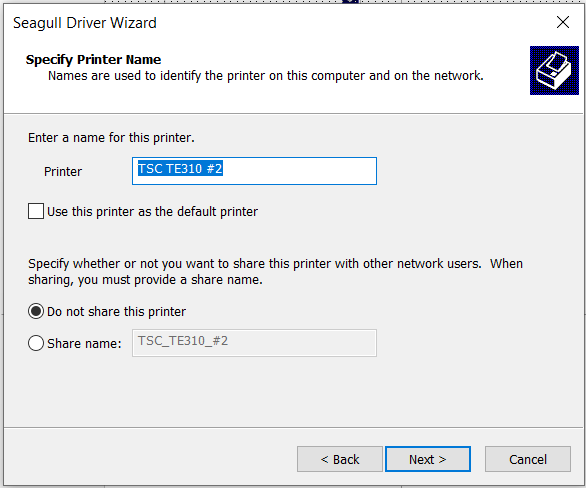 Seagull Driver Wizard
Specify Printer Name
Names are used to identify the printer on this computer and on the network.
Enter a name for this printer.
Printer TSC TE310 #2
Use this printer as the default printer
Specify whether or not you want to share this printer with other network users. When
sharing, you must provide a share name.
Do not share this printer
Share name: TSC_TE310_#2
< Back Next > Cancel